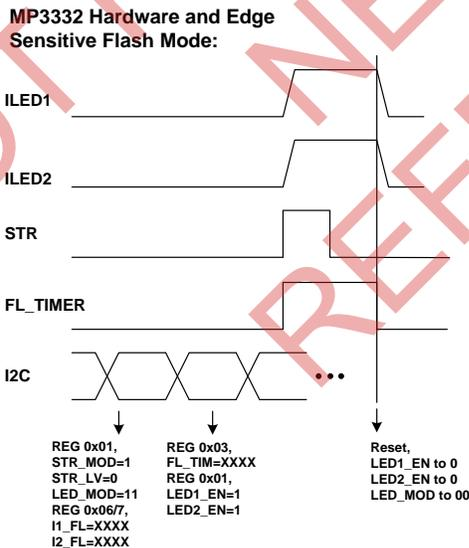 MP3332 Hardware and Edge
Sensitive Flash Mode:
ILED1
ILED2
STR
FL_TIMER
I2C
REG 0x01,
STR_MOD=1
STR_LV=0
LED_MOD=11
REG 0x06/7,
I1_FL=XXXX
I2_FL=XXXX
REG 0x03,
FL_TIM=XXXX
REG 0x01,
LED1_EN=1
LED2_EN=1
Reset,
LED1_EN to 0
LED2_EN to 0
LED_MOD to 00